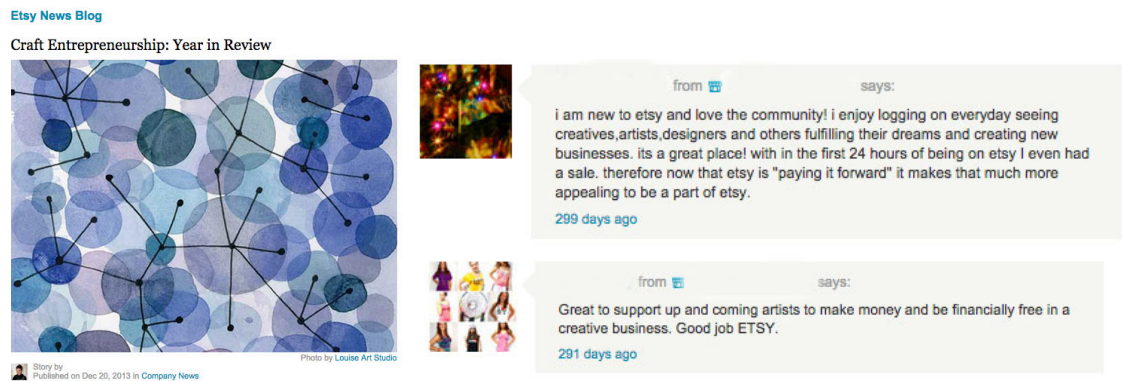 Etsy News Blog
Craft Entrepreneurship: Year in Review
Photo by Louise Art Studio
Story by
Published on Dec 20, 2013 in Company News
from says:
i am new to etsy and love the community! i enjoy logging on everyday seeing
creatives,artists,designers and others fulfilling their dreams and creating new
businesses. its a great place! with in the first 24 hours of being on etsy I even had
a sale. therefore now that etsy is "paying it forward" it makes that much more
appealing to be a part of etsy.
299 days ago
from says:
Great to support up and coming artists to make money and be financially free in a
creative business. Good job ETSY.
291 days ago